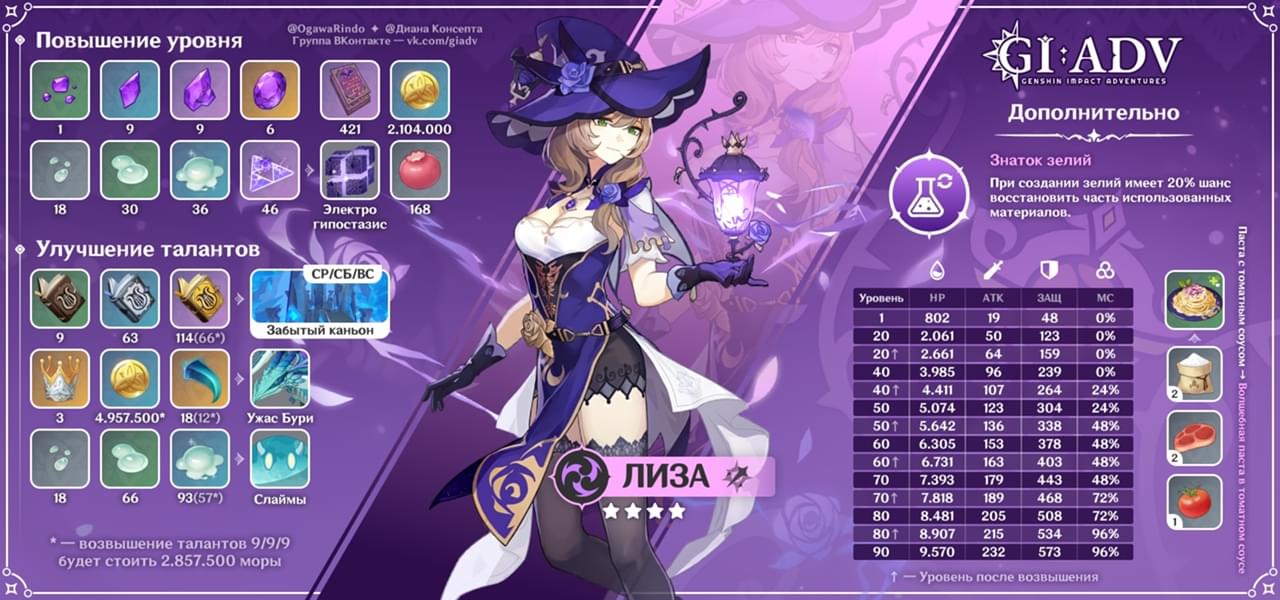 Повышение уровня
@OgawaRindo ✦ @Диана Консепта
Группа ВКонтакте — vk.com/giadv
1 9 9 6 421 2.104.000
18 30 36 46 Электро гипостазис 168
Улучшение талантов
9 63 114(66*)
СР/СБ/ВС
Забытый каньон
3 4.957.500* 18(12*) Ужас Бури
18 66 93(57*) Слаймы
* — возвышение талантов 9/9/9
будет стоить 2.857.500 моры
ЛИЗА
GI:ADV
GENSHIN IMPACT ADVENTURES
Дополнительно
Знаток зелий
При создании зелий имеет 20% шанс
восстановить часть использованных
материалов.
Уровень HP АТК ЗАЩ МС
1 802 19 48 0%
20 2.061 50 123 0%
20↑ 2.661 64 159 0%
40 3.985 96 239 0%
40↑ 4.411 107 264 24%
50 5.074 123 304 24%
50↑ 5.642 136 338 48%
60 6.305 153 378 48%
60↑ 6.731 163 403 48%
70 7.393 179 443 48%
70↑ 7.818 189 468 72%
80 8.481 205 508 72%
80↑ 8.907 215 534 96%
90 9.570 232 573 96%
↑ — Уровень после возвышения
2
2
1
Паста с томатным соусом → Волшебная паста в томатном соусе